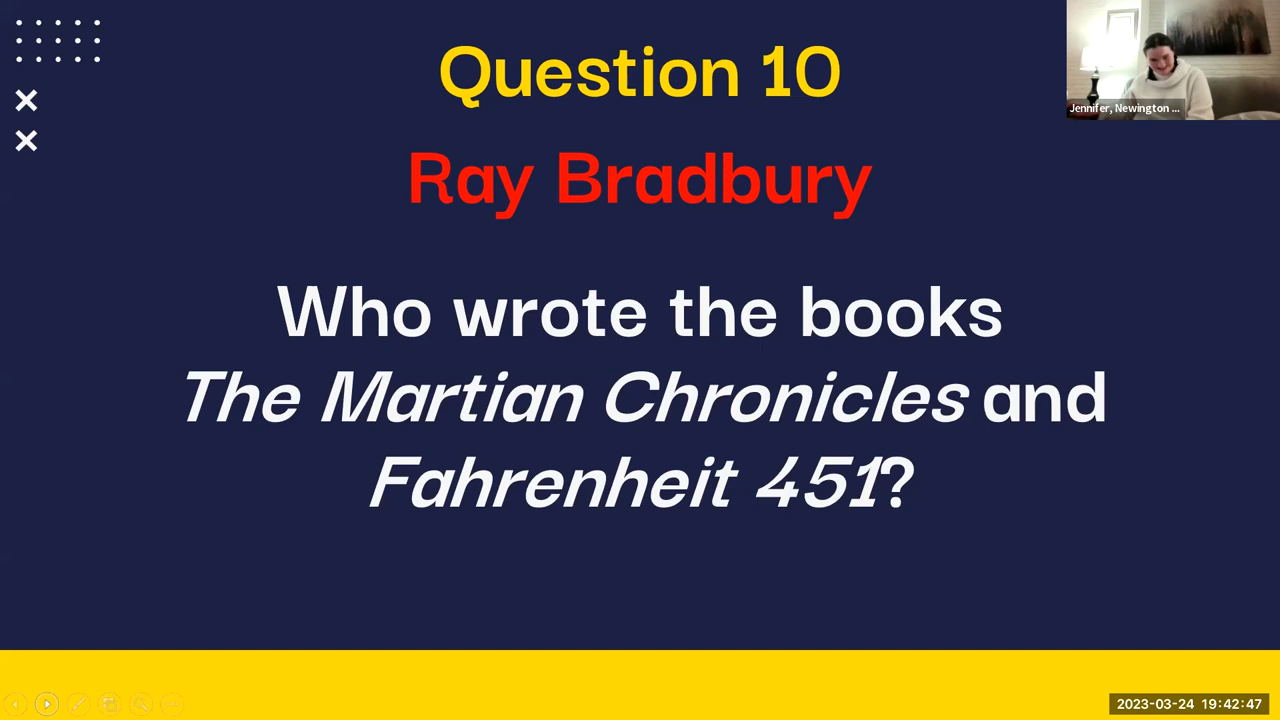 Question 10
Jennifer, Newington ...
Ray Bradbury
Who wrote the books
The Martian Chronicles and
Fahrenheit 451?
2023-03-24 19:42:47